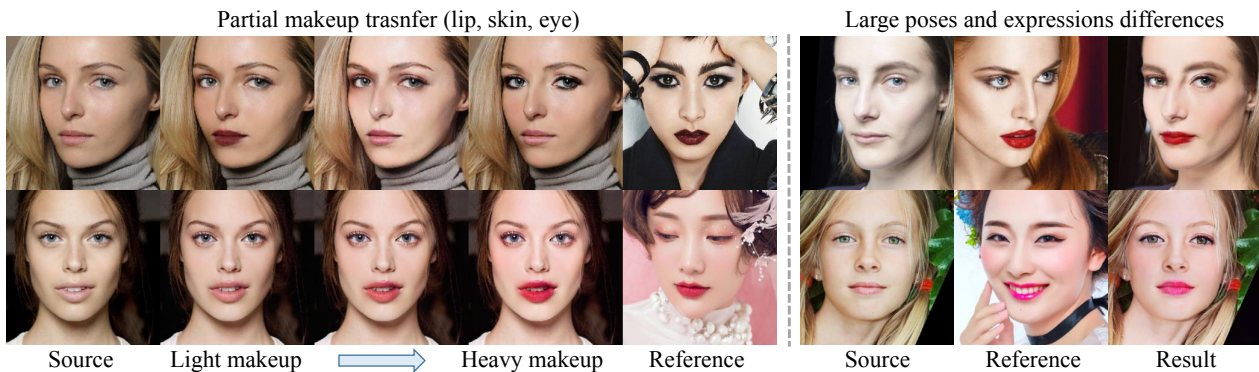 Partial makeup trasnfer (lip, skin, eye)
Large poses and expressions differences
Source Light makeup Heavy makeup Reference
Source Reference Result